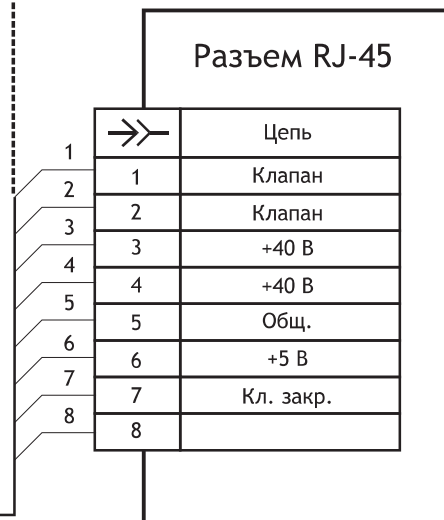 Разъем RJ-45
Цепь
1 1 Клапан
2 2 Клапан
3 3 +40 В
4 4 +40 В
5 5 Общ.
6 6 +5 В
7 7 Кл. закр.
8 8